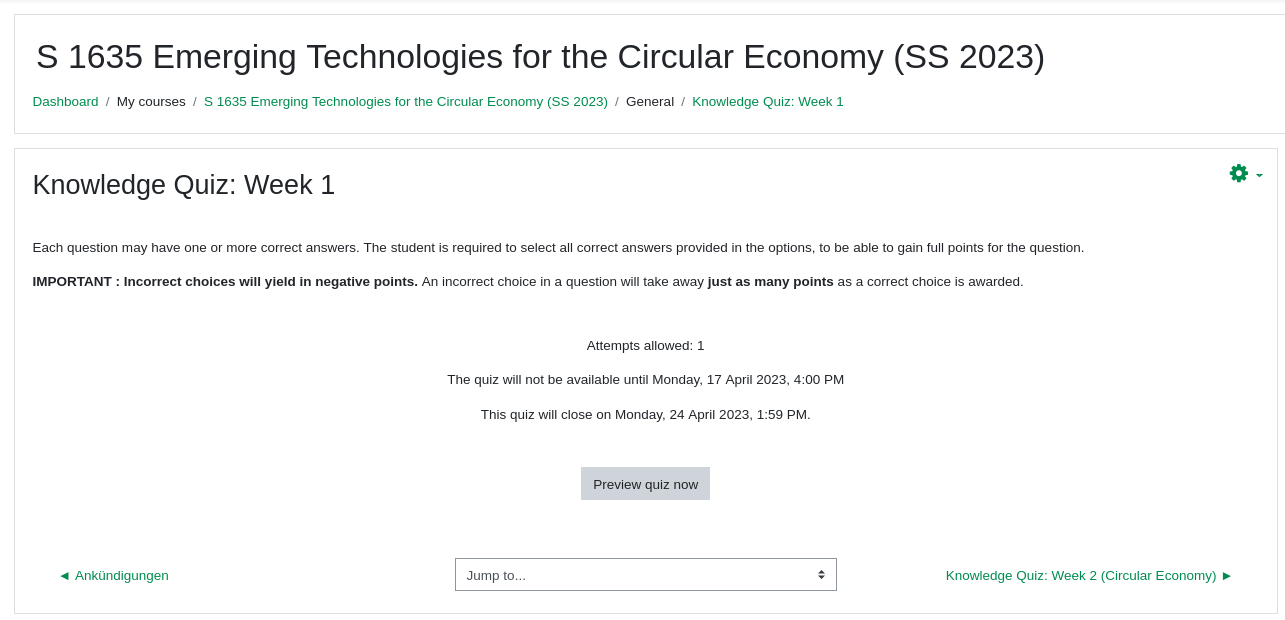 S 1635 Emerging Technologies for the Circular Economy (SS 2023)
Dashboard / My courses / S 1635 Emerging Technologies for the Circular Economy (SS 2023) / General / Knowledge Quiz: Week 1
Knowledge Quiz: Week 1
Each question may have one or more correct answers. The student is required to select all correct answers provided in the options, to be able to gain full points for the question.
IMPORTANT : Incorrect choices will yield in negative points. An incorrect choice in a question will take away just as many points as a correct choice is awarded.
Attempts allowed: 1
The quiz will not be available until Monday, 17 April 2023, 4:00 PM
This quiz will close on Monday, 24 April 2023, 1:59 PM.
Preview quiz now
◄ Ankündigungen
Jump to...
Knowledge Quiz: Week 2 (Circular Economy) ►